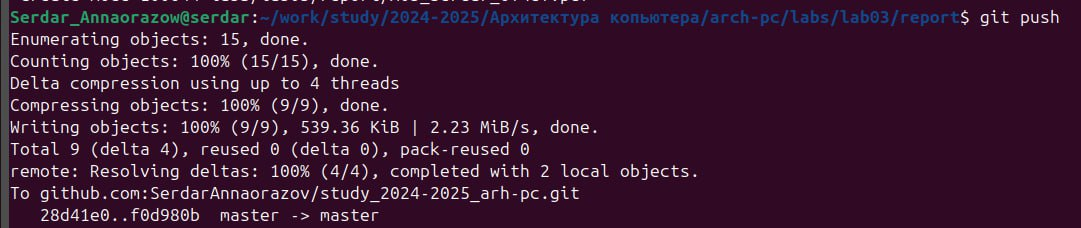 Serdar_Annaorazow@serdar:~/work/study/2024-2025/Архитектура копьютера/arch-pc/labs/lab03/report$ git push
Enumerating objects: 15, done.
Counting objects: 100% (15/15), done.
Delta compression using up to 4 threads
Compressing objects: 100% (9/9), done.
Writing objects: 100% (9/9), 539.36 KiB | 2.23 MiB/s, done.
Total 9 (delta 4), reused 0 (delta 0), pack-reused 0
remote: Resolving deltas: 100% (4/4), completed with 2 local objects.
To github.com:SerdarAnnaorazov/study_2024-2025_arh-pc.git
   28d41e0..f0d980b  master -> master